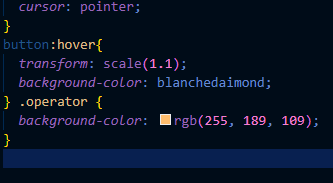 cursor: pointer;
}
button:hover{
transform: scale(1.1);
background-color: blanchedaimond;
} .operator {
background-color: rgb(255, 189, 109);
}